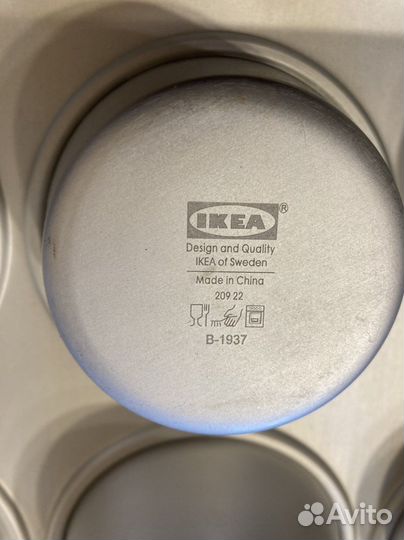 IKEA®
Design and Quality
IKEA of Sweden
Made in China
209 22
B-1937
Avito